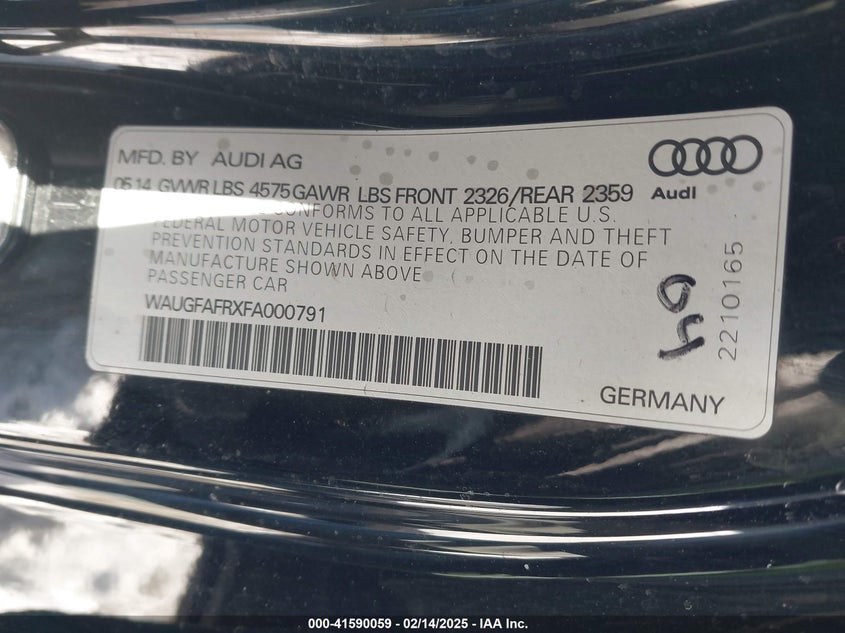 MFD. BY AUDI AG
Audi
05 14 GVWR LBS 4575 GAWR LBS FRONT 2326/REAR 2359
CONFORMS TO ALL APPLICABLE U.S.
FEDERAL MOTOR VEHICLE SAFETY, BUMPER AND THEFT
PREVENTION STANDARDS IN EFFECT ON THE DATE OF
MANUFACTURE SHOWN ABOVE
PASSENGER CAR
WAUGFAFRXFA000791
04
2210165
GERMANY
000-41590059 - 02/14/2025 - IAA Inc.